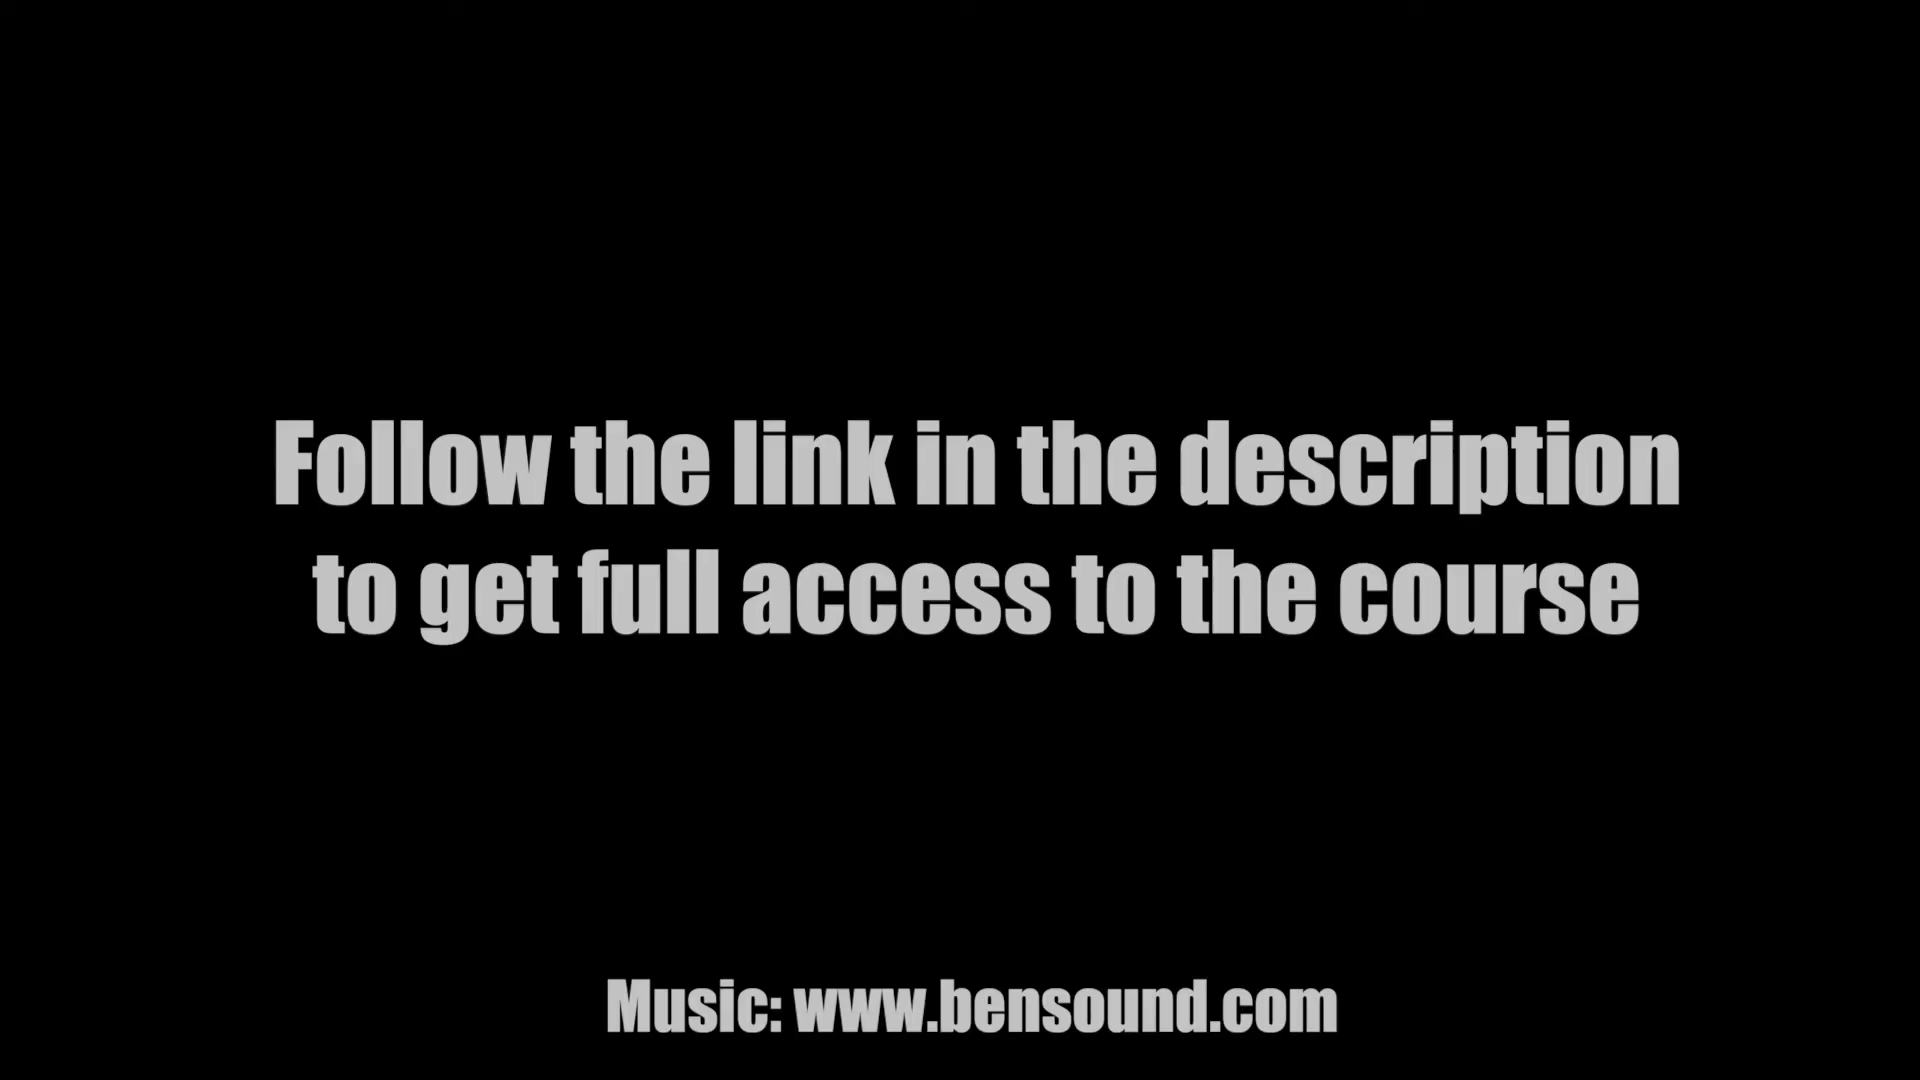 Follow the link in the description
to get full access to the course
Music: www.bensound.com